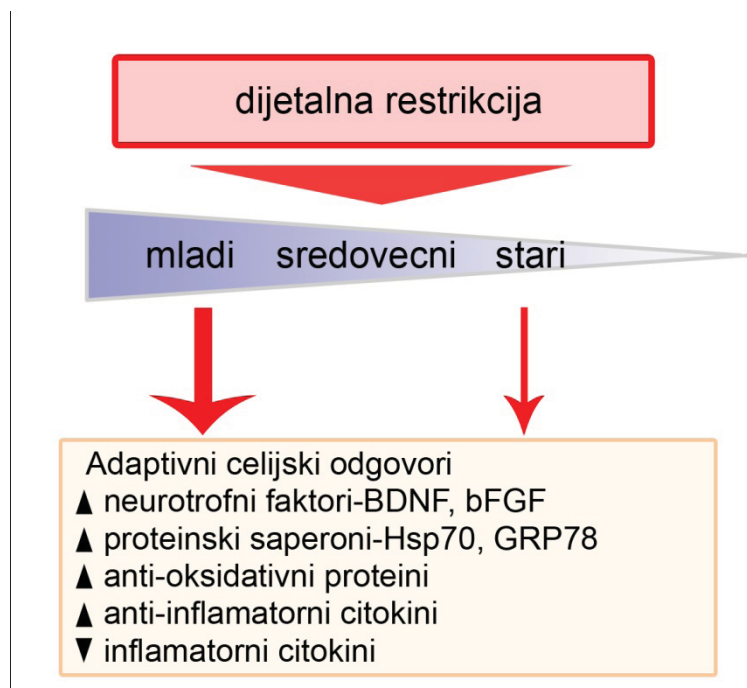 dijetalna restrikcija
mladi sredovecni stari
Adaptivni celijski odgovori
▲ neurotrofni faktori-BDNF, bFGF
▲ proteinski saperoni-Hsp70, GRP78
▲ anti-oksidativni proteini
▲ anti-inflamatorni citokini
▼ inflamatorni citokini